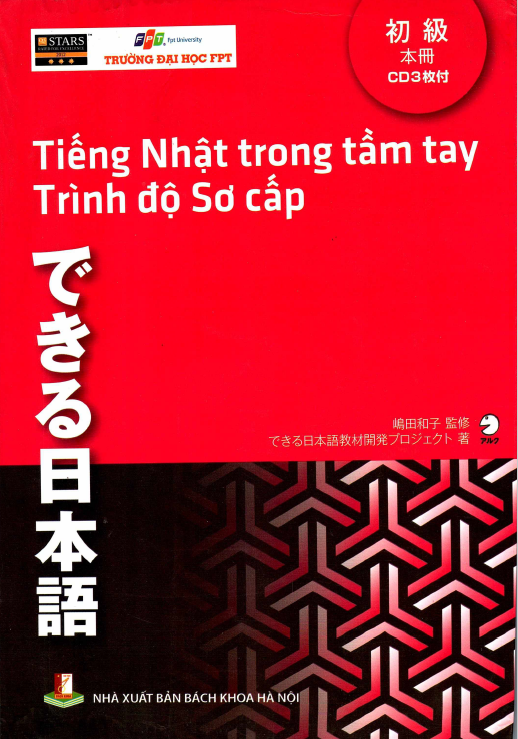 STARS
FPT Fpt University
TRƯỜNG ĐẠI HỌC FPT
初級
本冊
CD3枚付
Tiếng Nhật trong tầm tay
Trình độ Sơ cấp
できる日本語
嶋田和子 監修
できる日本語教材開発プロジェクト 著
アルク
NHÀ XUẤT BẢN BÁCH KHOA HÀ NỘI